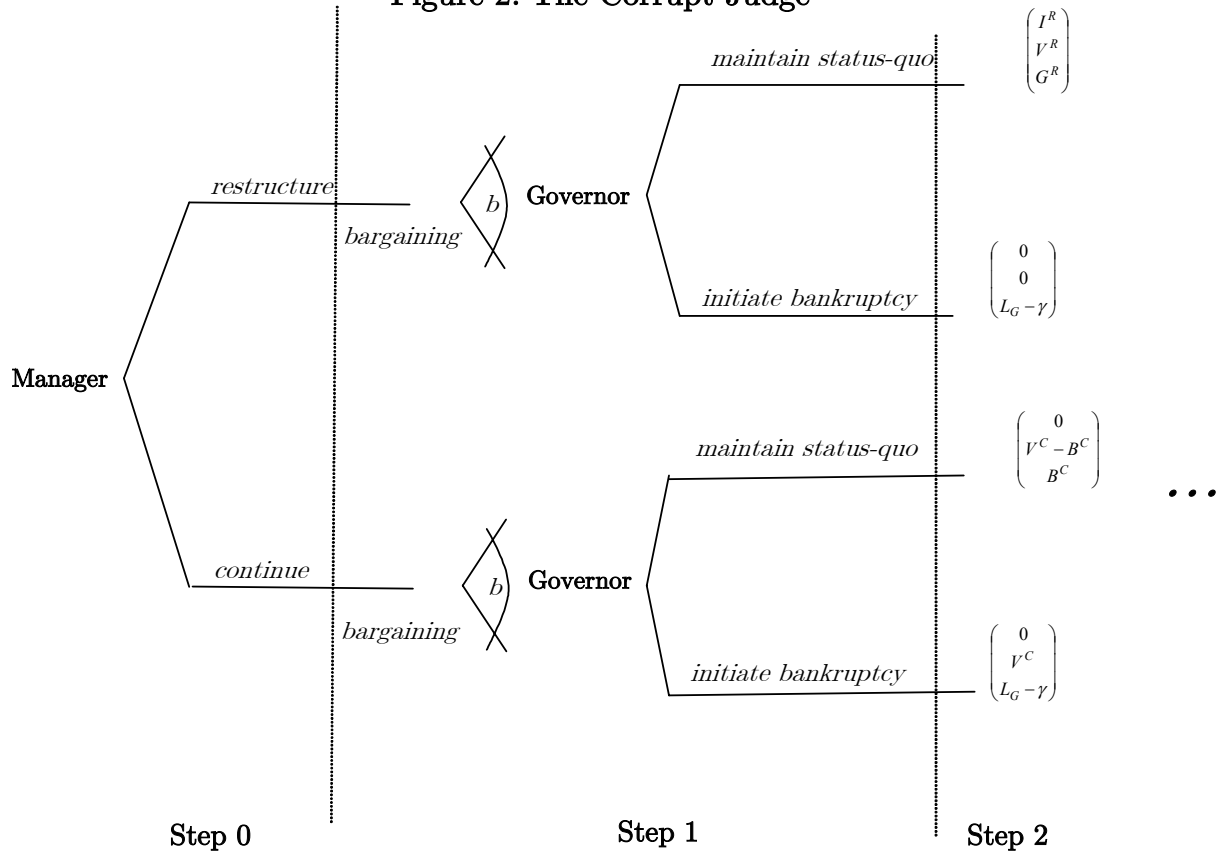 Figure 2: The Corrupt Judge
I^R
V^R
G^R
maintain status-quo
restructure
b
Governor
bargaining
0
0
L_G − γ
initiate bankruptcy
Manager
0
V^C − B^C
B^C
maintain status-quo
...
continue
b
Governor
bargaining
0
V^C
L_G − γ
initiate bankruptcy
Step 0
Step 1
Step 2